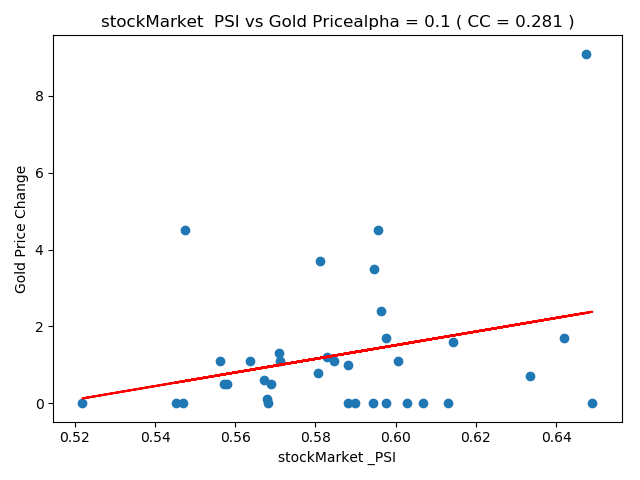 stockMarket  PSI vs Gold Pricealpha = 0.1 ( CC = 0.281 )
8
6
4
2
0
Gold Price Change
0.52 0.54 0.56 0.58 0.60 0.62 0.64
stockMarket _PSI